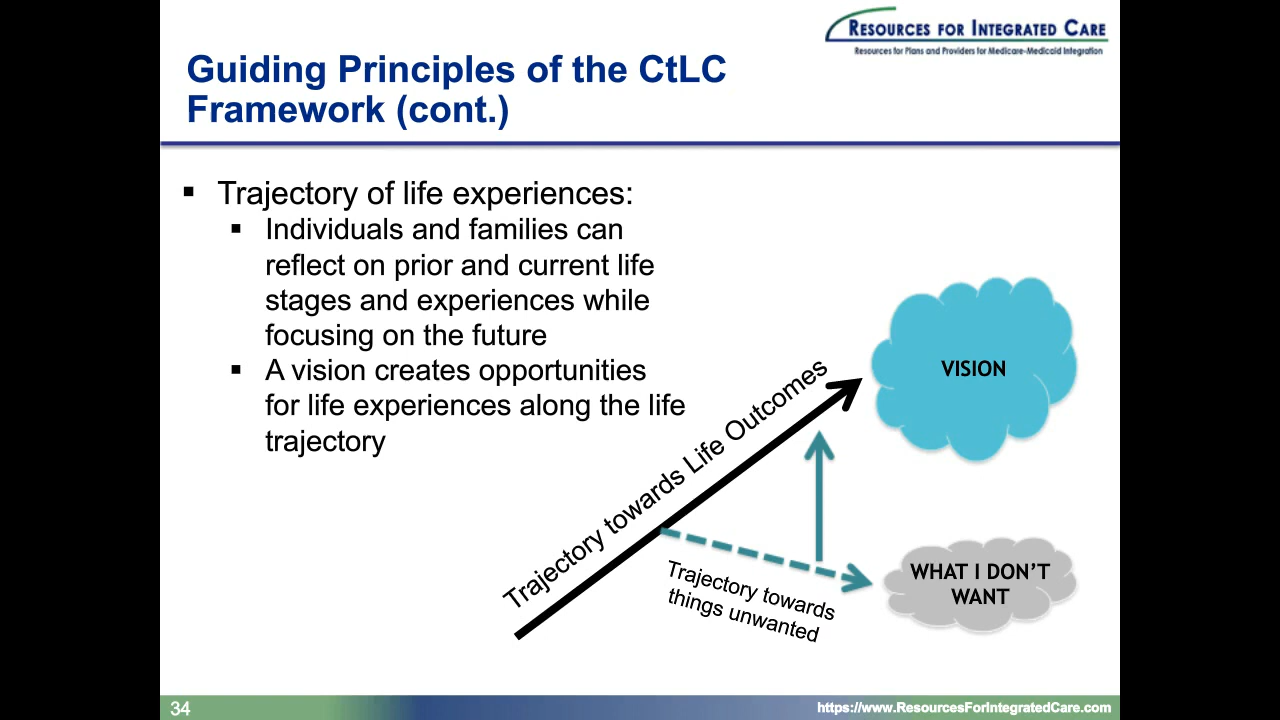 RESOURCES FOR INTEGRATED CARE
Resources for Plans and Providers for Medicare-Medicaid Integration
Guiding Principles of the CtLC
Framework (cont.)
▪ Trajectory of life experiences:
▪ Individuals and families can
reflect on prior and current life
stages and experiences while
focusing on the future
▪ A vision creates opportunities
for life experiences along the life
trajectory
Trajectory towards Life Outcomes
VISION
Trajectory towards
things unwanted
WHAT I DON’T
WANT
34
https://www.ResourcesForIntegratedCare.com